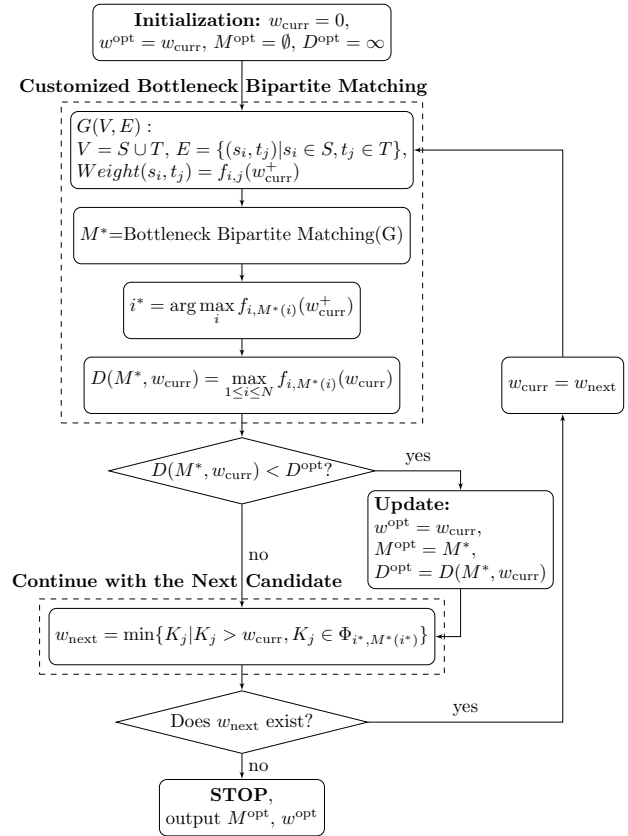 Initialization: w_curr = 0,
w^opt = w_curr, M^opt = ∅, D^opt = ∞
Customized Bottleneck Bipartite Matching
G(V, E) :
V = S ∪ T, E = {(s_i, t_j)|s_i ∈ S, t_j ∈ T},
Weight(s_i, t_j) = f_{i,j}(w_curr^+)
M*=Bottleneck Bipartite Matching(G)
i* = arg max_i f_{i,M*(i)}(w_curr^+)
D(M*, w_curr) = max_{1≤i≤N} f_{i,M*(i)}(w_curr)
w_curr = w_next
D(M*, w_curr) < D^opt?
yes
Update:
w^opt = w_curr,
M^opt = M*,
D^opt = D(M*, w_curr)
no
Continue with the Next Candidate
w_next = min{K_j|K_j > w_curr, K_j ∈ Φ_{i*,M*(i*)}}
Does w_next exist?
yes
no
STOP,
output M^opt, w^opt